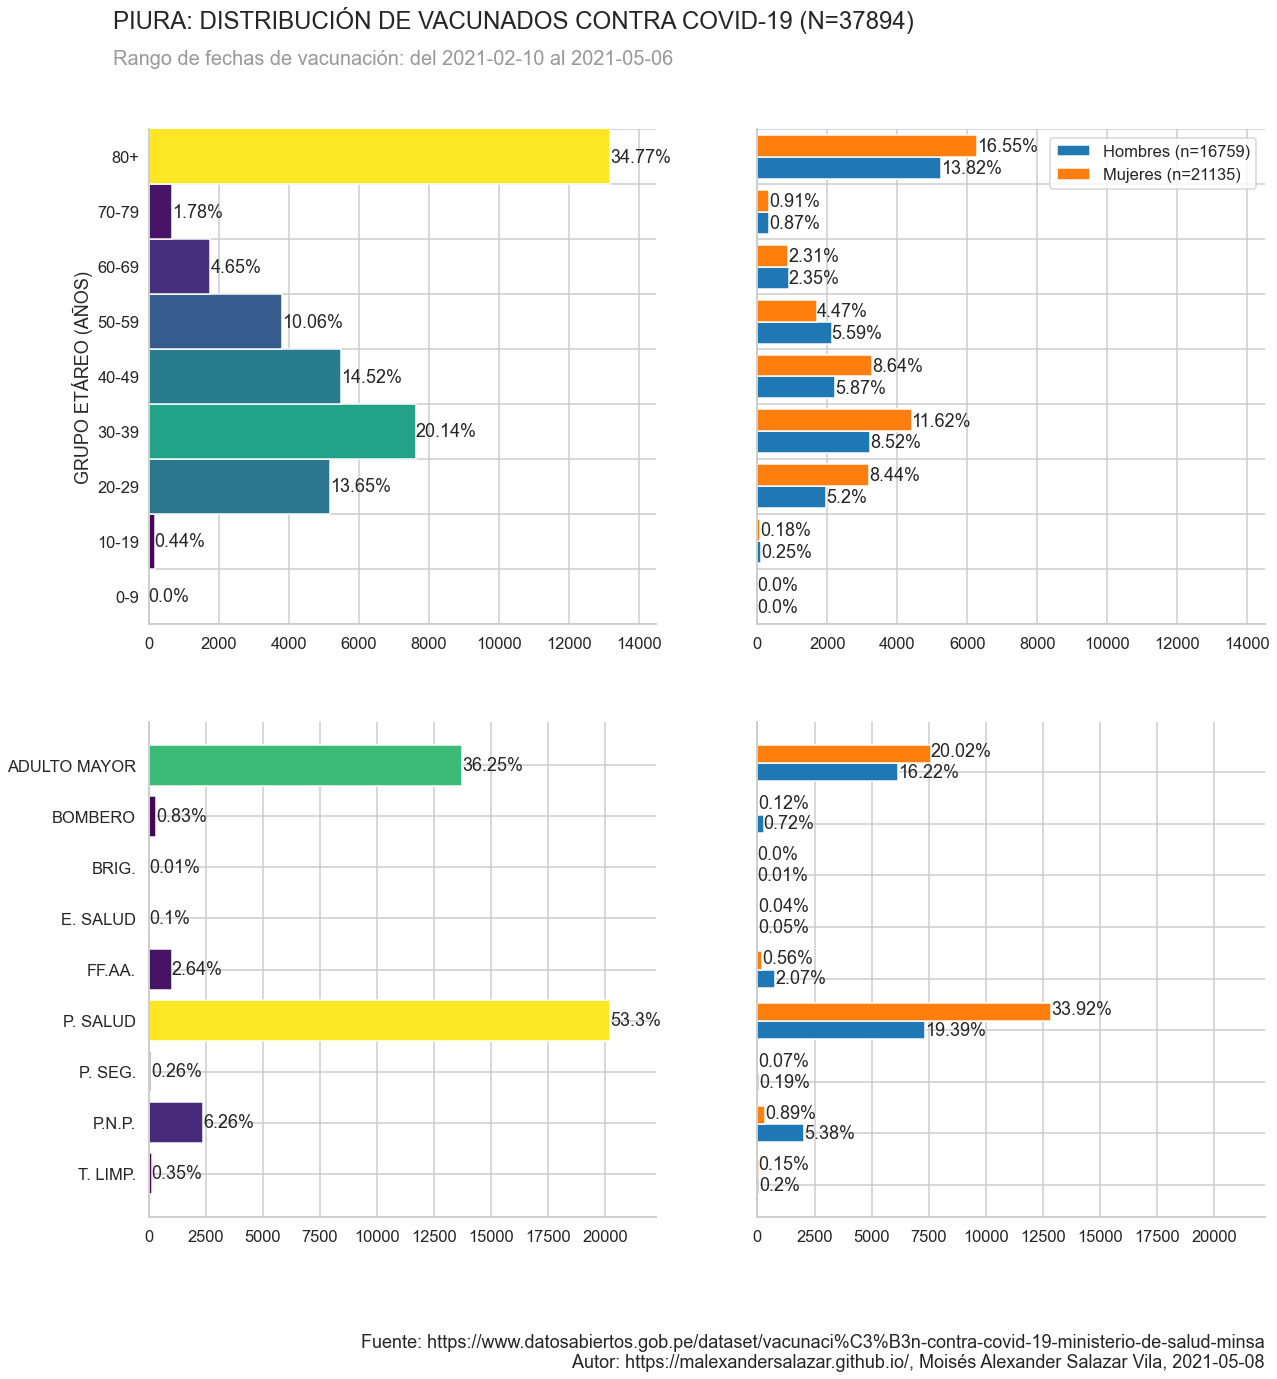 PIURA: DISTRIBUCIÓN DE VACUNADOS CONTRA COVID-19 (N=37894)
Rango de fechas de vacunación: del 2021-02-10 al 2021-05-06
GRUPO ETÁREO (AÑOS)
80+ 34.77%
70-79 1.78%
60-69 4.65%
50-59 10.06%
40-49 14.52%
30-39 20.14%
20-29 13.65%
10-19 0.44%
0-9 0.0%
0 2000 4000 6000 8000 10000 12000 14000
Hombres (n=16759)
Mujeres (n=21135)
16.55%
13.82%
0.91%
0.87%
2.31%
2.35%
4.47%
5.59%
8.64%
5.87%
11.62%
8.52%
8.44%
5.2%
0.18%
0.25%
0.0%
0.0%
0 2000 4000 6000 8000 10000 12000 14000
ADULTO MAYOR 36.25%
BOMBERO 0.83%
BRIG. 0.01%
E. SALUD 0.1%
FF.AA. 2.64%
P. SALUD 53.3%
P. SEG. 0.26%
P.N.P. 6.26%
T. LIMP. 0.35%
0 2500 5000 7500 10000 12500 15000 17500 20000
20.02%
16.22%
0.12%
0.72%
0.0%
0.01%
0.04%
0.05%
0.56%
2.07%
33.92%
19.39%
0.07%
0.19%
0.89%
5.38%
0.15%
0.2%
0 2500 5000 7500 10000 12500 15000 17500 20000
Fuente: https://www.datosabiertos.gob.pe/dataset/vacunaci%C3%B3n-contra-covid-19-ministerio-de-salud-minsa
Autor: https://malexandersalazar.github.io/, Moisés Alexander Salazar Vila, 2021-05-08